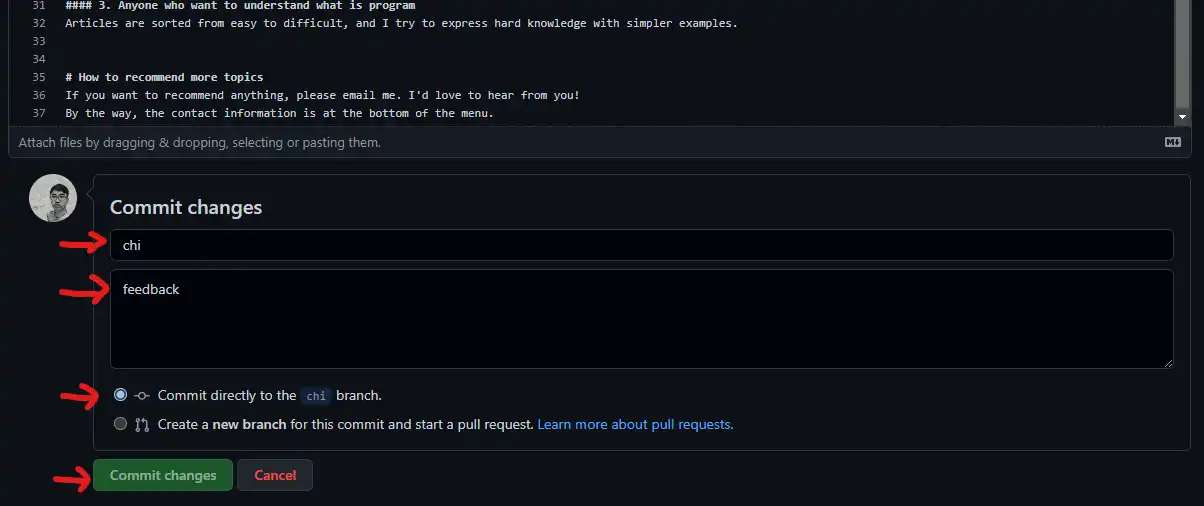 31 #### 3. Anyone who want to understand what is program
32 Articles are sorted from easy to difficult, and I try to express hard knowledge with simpler examples.
33
34
35 # How to recommend more topics
36 If you want to recommend anything, please email me. I'd love to hear from you!
37 By the way, the contact information is at the bottom of the menu.
Attach files by dragging & dropping, selecting or pasting them.
Commit changes
chi
feedback
Commit directly to the chi branch.
Create a new branch for this commit and start a pull request. Learn more about pull requests.
Commit changes Cancel